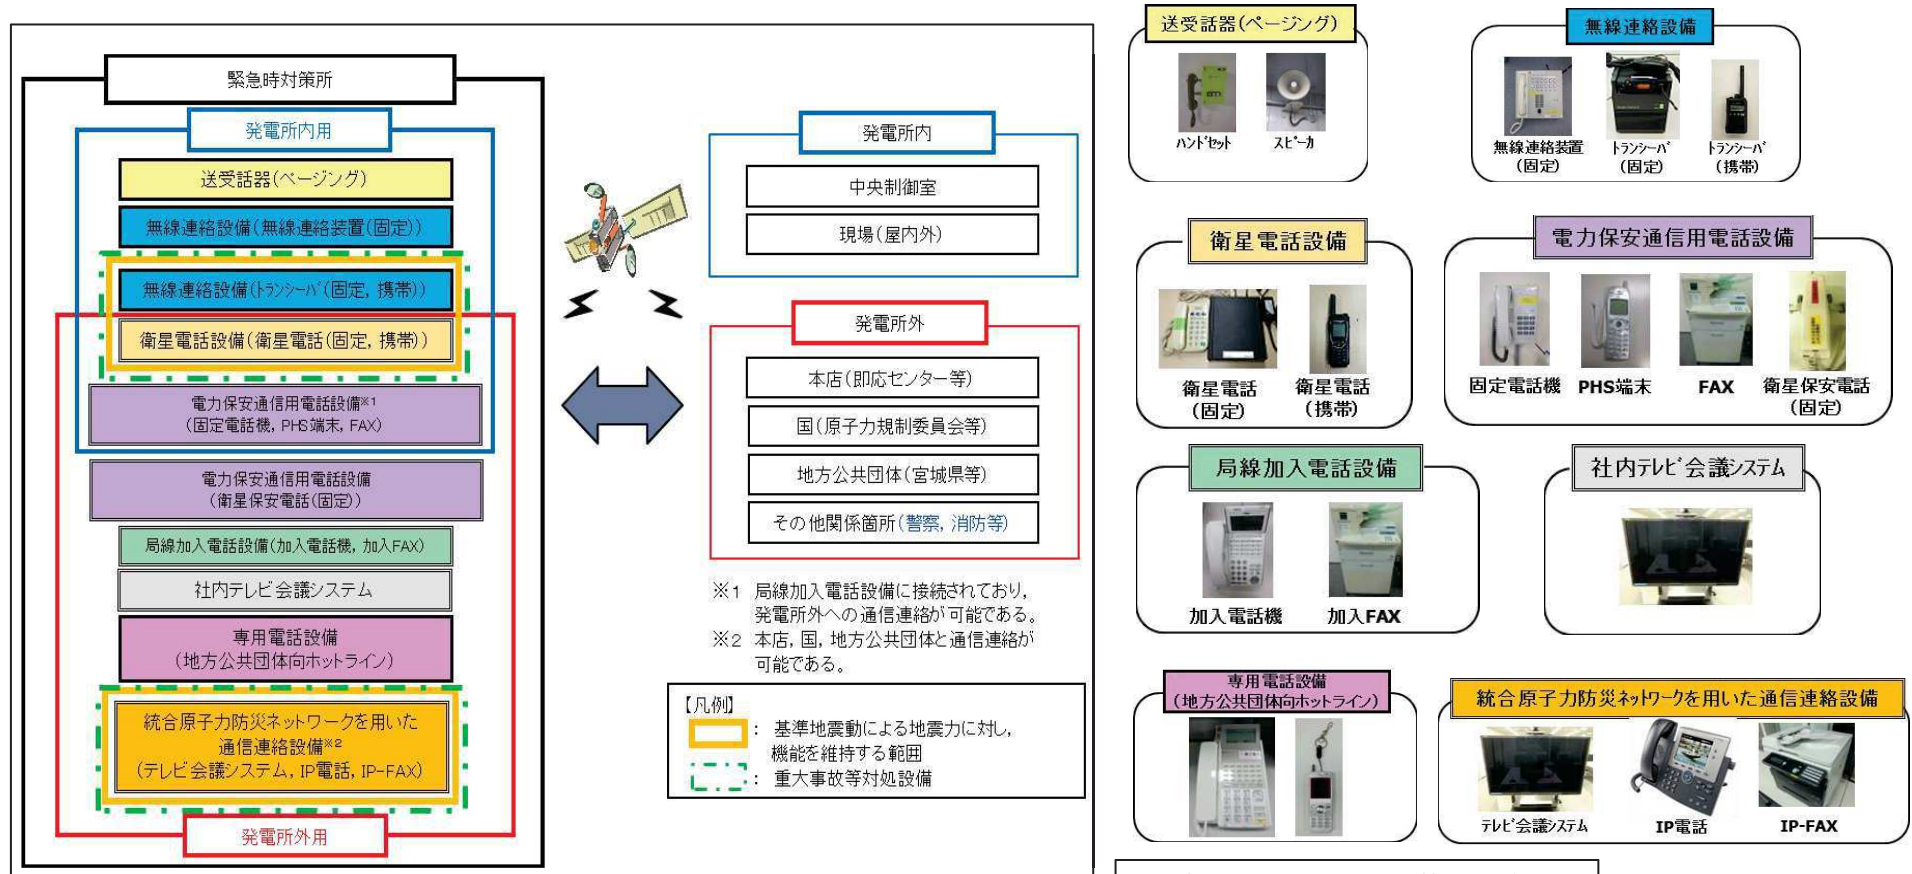 緊急時対策所
発電所内用
送受話器(ページング)
無線連絡設備(無線連絡装置(固定))
無線連絡設備(トランシーバ(固定, 携帯))
衛星電話設備(衛星電話(固定, 携帯))
電力保安通信用電話設備※1
(固定電話機, PHS端末, FAX)
電力保安通信用電話設備
(衛星保安電話(固定))
局線加入電話設備(加入電話機, 加入FAX)
社内テレビ会議システム
専用電話設備
(地方公共団体向ホットライン)
統合原子力防災ネットワークを用いた
通信連絡設備※2
(テレビ会議システム, IP電話, IP-FAX)
発電所外用
発電所内
中央制御室
現場(屋内外)
発電所外
本店(即応センター等)
国(原子力規制委員会等)
地方公共団体(宮城県等)
その他関係箇所(警察, 消防等)
※1 局線加入電話設備に接続されており,
発電所外への通信連絡が可能である。
※2 本店, 国, 地方公共団体と通信連絡が
可能である。
【凡例】
: 基準地震動による地震力に対し,
機能を維持する範囲
: 重大事故等対処設備
送受話器(ページング)
ハンドセット
スピーカ
無線連絡設備
無線連絡装置
(固定)
トランシーバ
(固定)
トランシーバ
(携帯)
衛星電話設備
衛星電話
(固定)
衛星電話
(携帯)
電力保安通信用電話設備
固定電話機
PHS端末
FAX
衛星保安電話
(固定)
局線加入電話設備
加入電話機
加入FAX
社内テレビ会議システム
専用電話設備
(地方公共団体向ホットライン)
統合原子力防災ネットワークを用いた通信連絡設備
テレビ会議システム
IP電話
IP-FAX